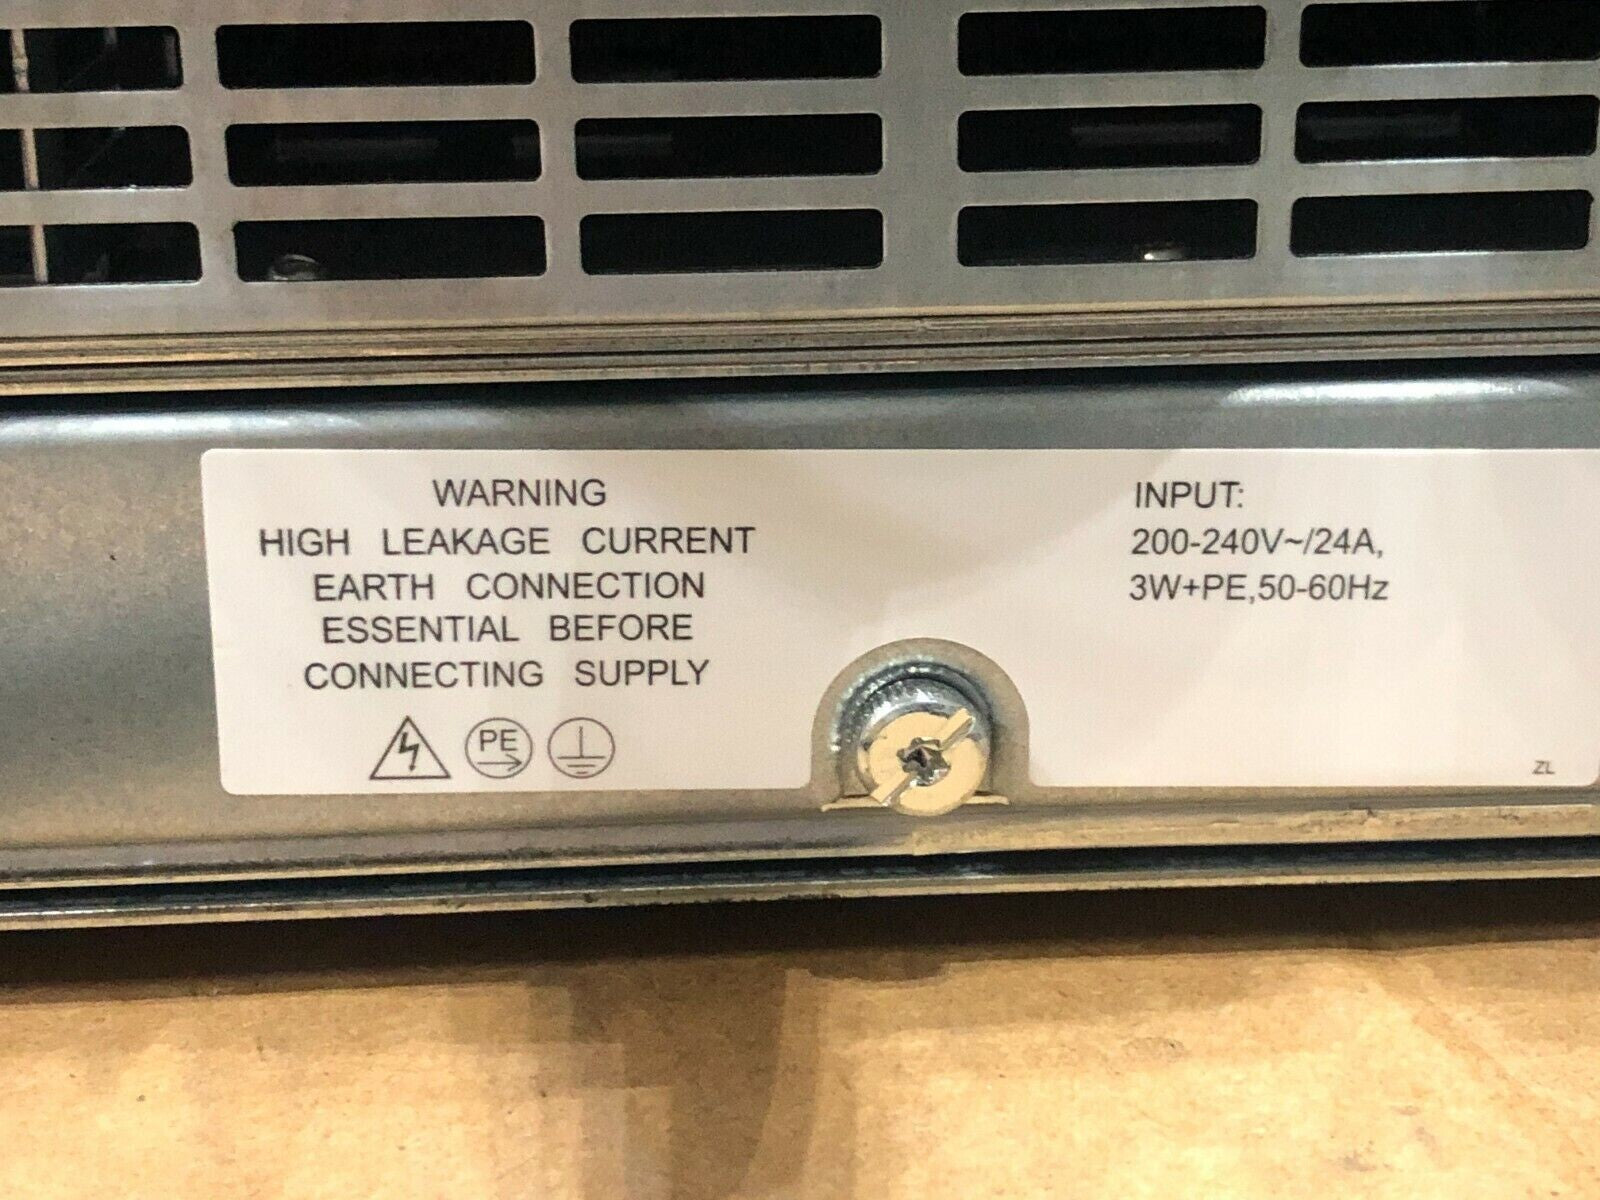 WARNING
HIGH LEAKAGE CURRENT
EARTH CONNECTION
ESSENTIAL BEFORE
CONNECTING SUPPLY
PE
INPUT:
200-240V~/24A,
3W+PE,50-60Hz
ZL